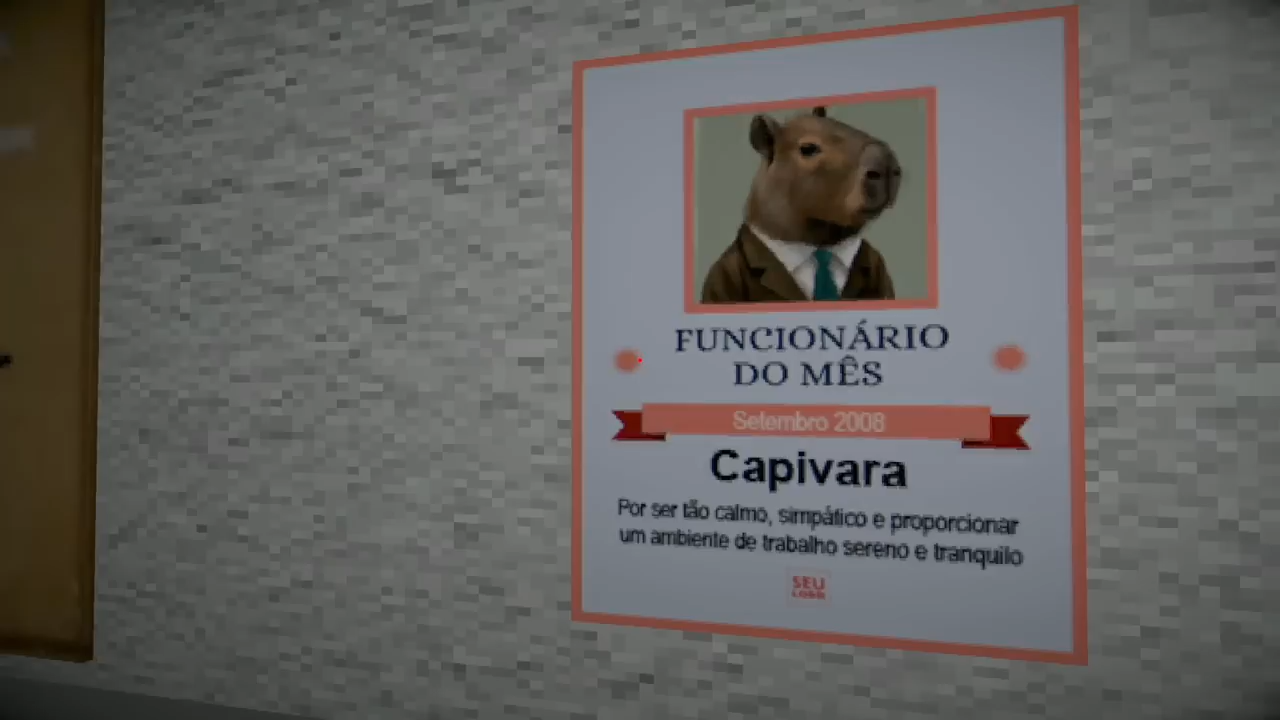 FUNCIONÁRIO
DO MÊS
Setembro 2008
Capivara
Por ser tão calmo, simpático e proporcionar
um ambiente de trabalho sereno e tranquilo
SEU